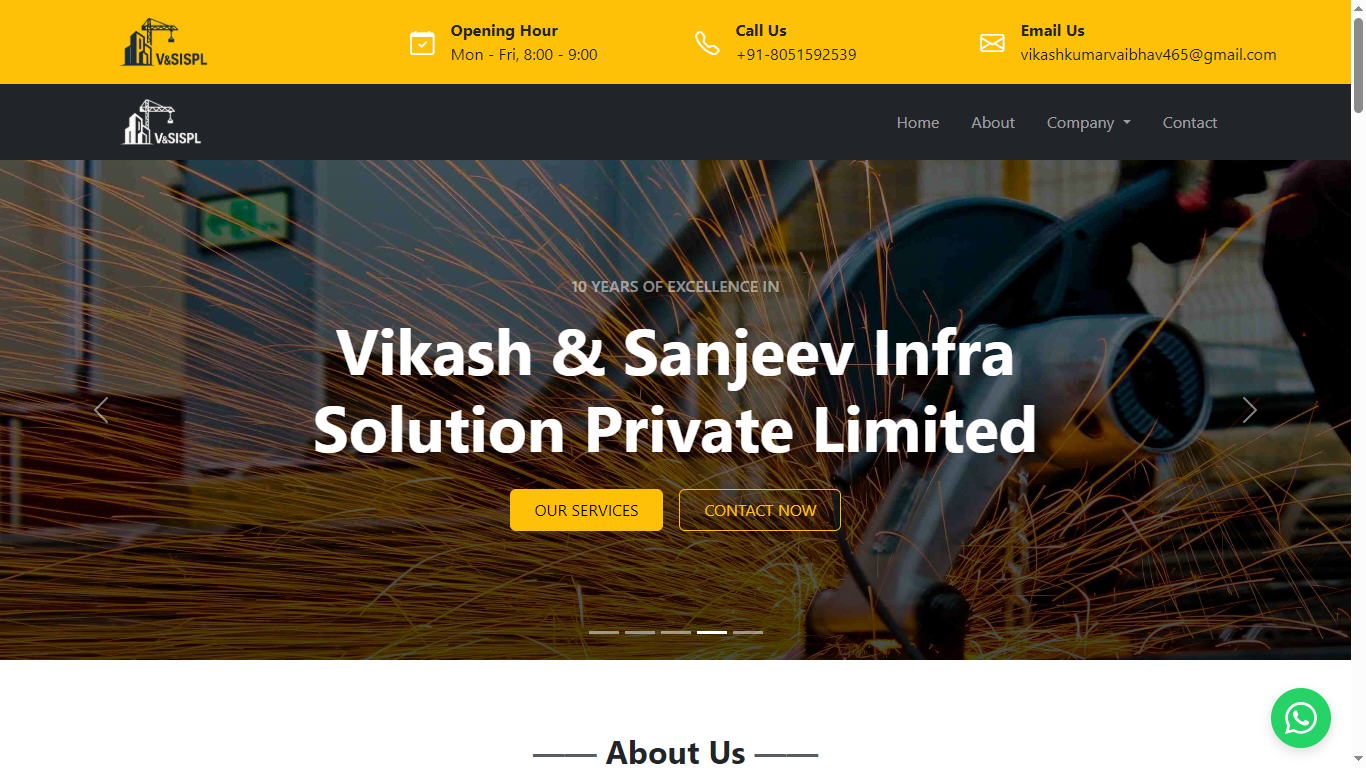 V&SISPL
Opening Hour
Mon - Fri, 8:00 - 9:00
Call Us
+91-8051592539
Email Us
vikashkumarvaibhav465@gmail.com
V&SISPL
Home About Company Contact
10 YEARS OF EXCELLENCE IN
Vikash & Sanjeev Infra
Solution Private Limited
OUR SERVICES CONTACT NOW
About Us